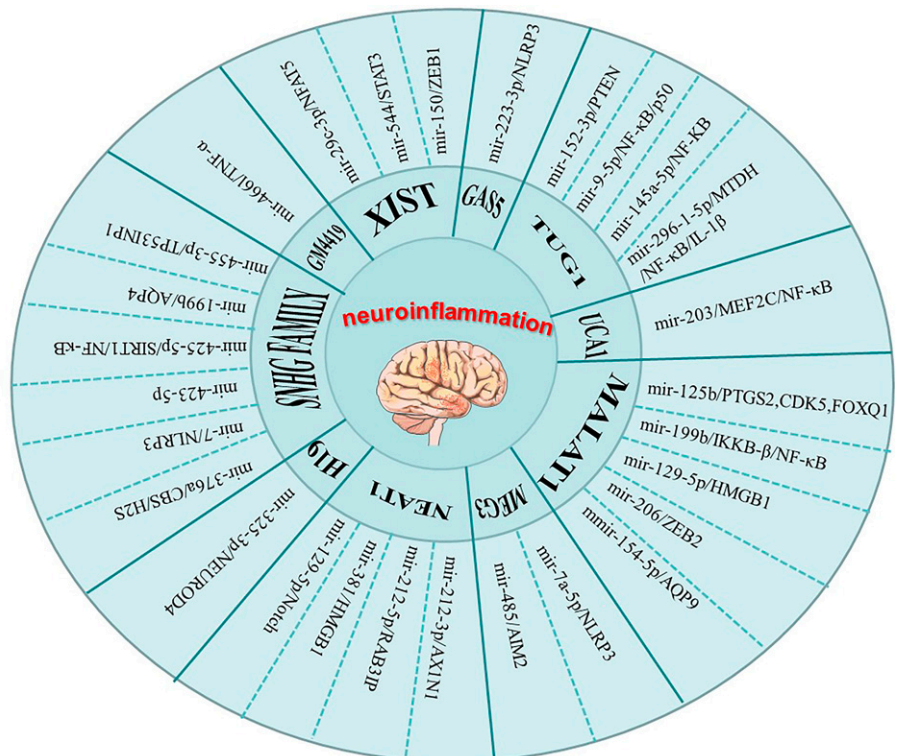 neuroinflammation
XIST
mir-29c-3p/NFAT5
mir-544/STAT3
mir-150/ZEB1
GAS5
mir-223-3p/NLRP3
TUG1
mir-152-3p/PTEN
mir-9-5p/NF-κB/p50
mir-145a-5p/NF-KB
mir-296-1-5p/MTDH
/NF-κB/IL-1β
UCA1
mir-203/MEF2C/NF-κB
MALAT1
mir-125b/PTGS2,CDK5,FOXQ1
mir-199b/IKKB-β/NF-κB
mir-129-5p/HMGB1
mir-206/ZEB2
mmir-154-5p/AQP9
MEG3
mir-7a-5p/NLRP3
mir-485/AIM2
NEAT1
mir-212-3p/AXIN1
mir-212-5p/RAB3IP
mir-381/HMGB1
mir-129-5p/Notch
H19
mir-325-3p/NEUROD4
SNHG FAMILY
mir-376a/CBS/H2S
mir-7/NLRP3
mir-423-5p
mir-425-5p/SIRT1/NF-κB
mir-199b/AQP4
mir-455-3p/TP53INP1
GM4419
mir-466l/TNF-α